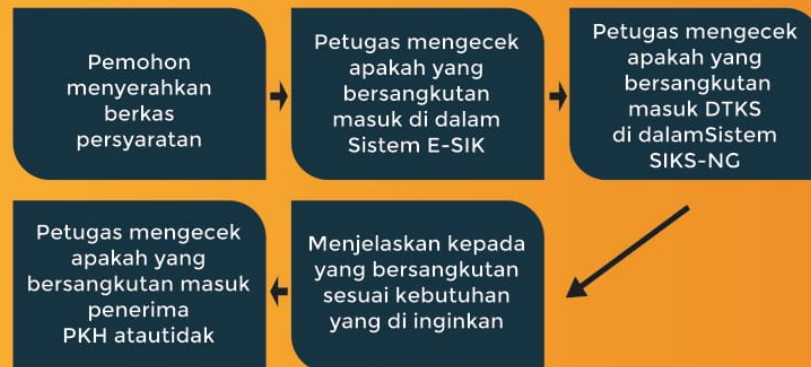 Pemohon
menyerahkan
berkas
persyaratan
Petugas mengecek
apakah yang
bersangkutan
masuk di dalam
Sistem E-SIK
Petugas mengecek
apakah yang
bersangkutan
masuk DTKS
di dalamSistem
SIKS-NG
Menjelaskan kepada
yang bersangkutan
sesuai kebutuhan
yang di inginkan
Petugas mengecek
apakah yang
bersangkutan masuk
penerima
PKH atautidak